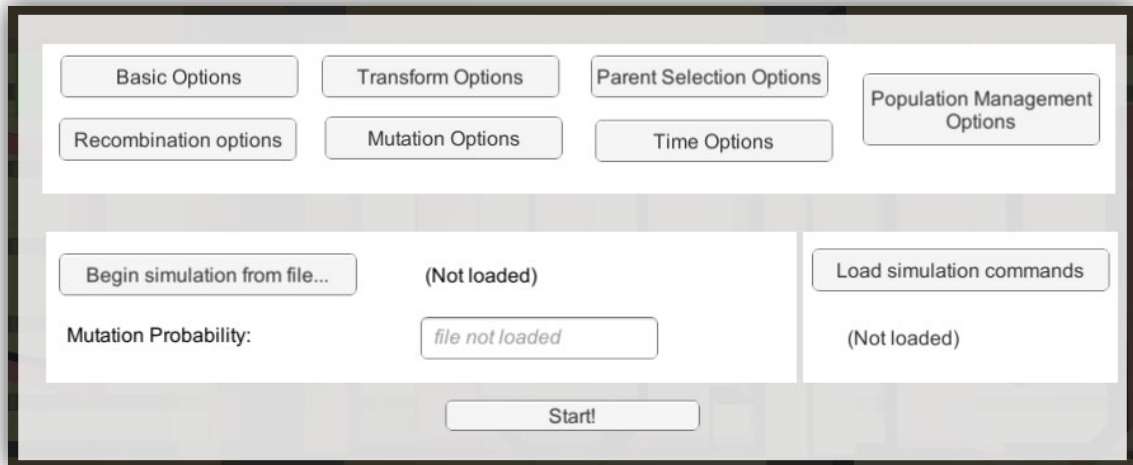 Basic Options
Transform Options
Parent Selection Options
Population Management
Options
Recombination options
Mutation Options
Time Options
Begin simulation from file...
(Not loaded)
Load simulation commands
Mutation Probability:
file not loaded
(Not loaded)
Start!